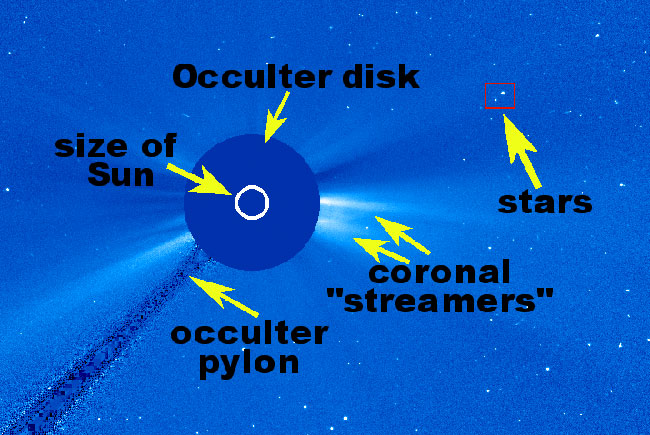 Occulter disk
size of
Sun
stars
coronal
"streamers"
occulter
pylon